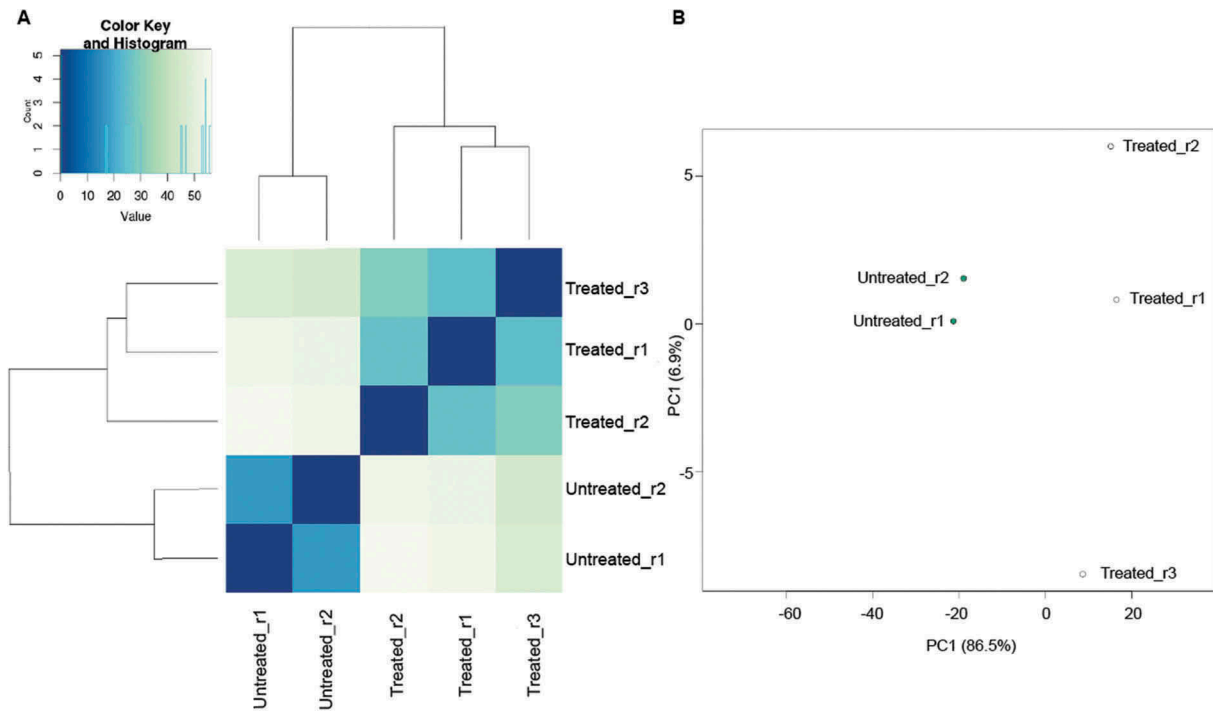 A
Color Key
and Histogram
Count
0 1 2 3 4 5
0 10 20 30 40 50
Value
Treated_r3
Treated_r1
Treated_r2
Untreated_r2
Untreated_r1
Untreated_r1
Untreated_r2
Treated_r2
Treated_r1
Treated_r3
B
Treated_r2
Untreated_r2
Treated_r1
Untreated_r1
Treated_r3
PC1 (6.9%)
5
0
-5
-60 -40 -20 0 20
PC1 (86.5%)